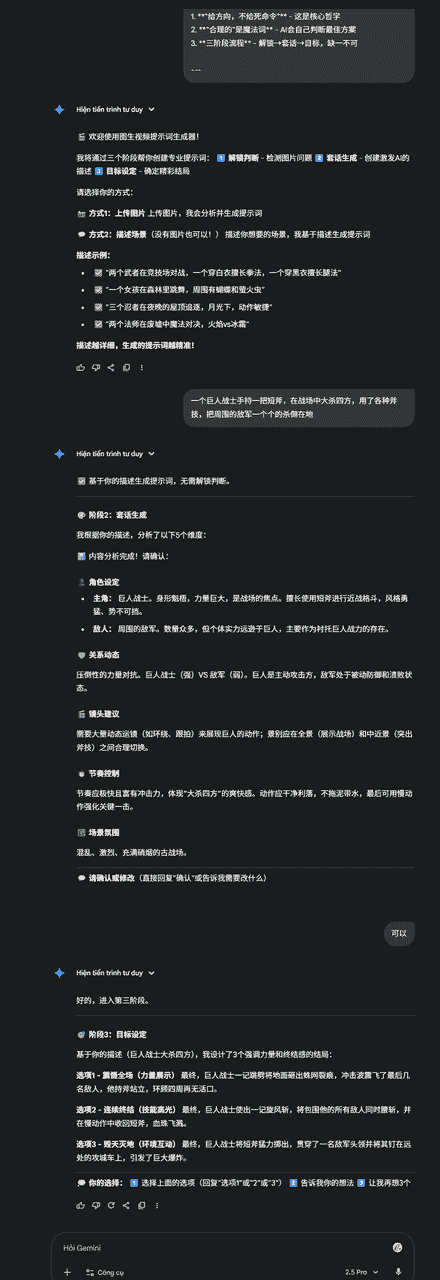 1. **"给方向，不给死命令"** - 这是核心哲学
2. **"合理的"是魔法词** - AI会自己判断最佳方案
3. **三阶段流程** - 解锁→套话→目标，缺一不可
---
Hiện tiến trình tư duy
🎬 欢迎使用图生视频提示词生成器！
我将通过三个阶段帮你创建专业提示词： 1️⃣ 解锁判断 - 检测图片问题 2️⃣ 套话生成 - 创建激发AI的
描述 3️⃣ 目标设定 - 确定精彩结局
请选择你的方式：
📷 方式1：上传图片 上传图片，我会分析并生成提示词
💬 方式2：描述场景（没有图片也可以！） 描述你想要的场景，我基于描述生成提示词
描述示例：
• ✅ "两个武者在竞技场对战，一个穿白衣擅长拳法，一个穿黑衣擅长腿法"
• ✅ "一个女孩在森林里跳舞，周围有蝴蝶和萤火虫"
• ✅ "三个忍者在夜晚的屋顶追逐，月光下，动作敏捷"
• ✅ "两个法师在废墟中魔法对决，火焰vs冰霜"
描述越详细，生成的提示词越精准！
一个巨人战士手持一把短斧，在战场中大杀四方，用了各种斧
技，把周围的敌军一个个的杀倒在地
Hiện tiến trình tư duy
✅ 基于你的描述生成提示词，无需解锁判断。
🎯 阶段2：套话生成
我根据你的描述，分析了以下5个维度：
📊 内容分析完成！请确认：
👤 角色设定
• 主角： 巨人战士。身形魁梧，力量巨大，是战场的焦点。擅长使用短斧进行近战格斗，风格勇
猛、势不可挡。
• 敌人： 周围的敌军。数量众多，但个体实力远逊于巨人，主要作为衬托巨人战力的存在。
关系动态
压倒性的力量对抗。巨人战士（强）VS 敌军（弱）。巨人是主动攻击方，敌军处于被动防御和溃败状
态。
🎬 镜头建议
需要大量动态运镜（如环绕、跟拍）来展现巨人的动作；景别应在全景（展示战场）和中近景（突出
斧技）之间合理切换。
节奏控制
节奏应极快且富有冲击力，体现"大杀四方"的爽快感。动作应干净利落，不拖泥带水，最后可用慢动
作强化关键一击。
场景氛围
混乱、激烈、充满硝烟的古战场。
💬 请确认或修改（直接回复"确认"或告诉我需要改什么）
可以
Hiện tiến trình tư duy
好的，进入第三阶段。
🎯 阶段3：目标设定
基于你的描述（巨人战士大杀四方），我设计了3个强调力量和终结感的结局：
选项1 - 震慑全场（力量展示） 最终，巨人战士一记跳劈将地面砸出蛛网裂痕，冲击波震飞了最后几
名敌人，他持斧站立，环顾四周再无活口。
选项2 - 连续终结（技能高光） 最终，巨人战士使出一记旋风斩，将包围他的所有敌人同时腰斩，并
在慢动作中收回短斧，血珠飞溅。
选项3 - 毁天灭地（环境互动） 最终，巨人战士将短斧猛力掷出，贯穿了一名敌军头领并将其钉在远
处的攻城车上，引发了巨大爆炸。
💬 你的选择： 1️⃣ 选择上面的选项（回复"选项1"或"2"或"3"） 2️⃣ 告诉我你的想法 3️⃣ 让我再想3个
Hỏi Gemini
+ Công cụ 2.5 Pro